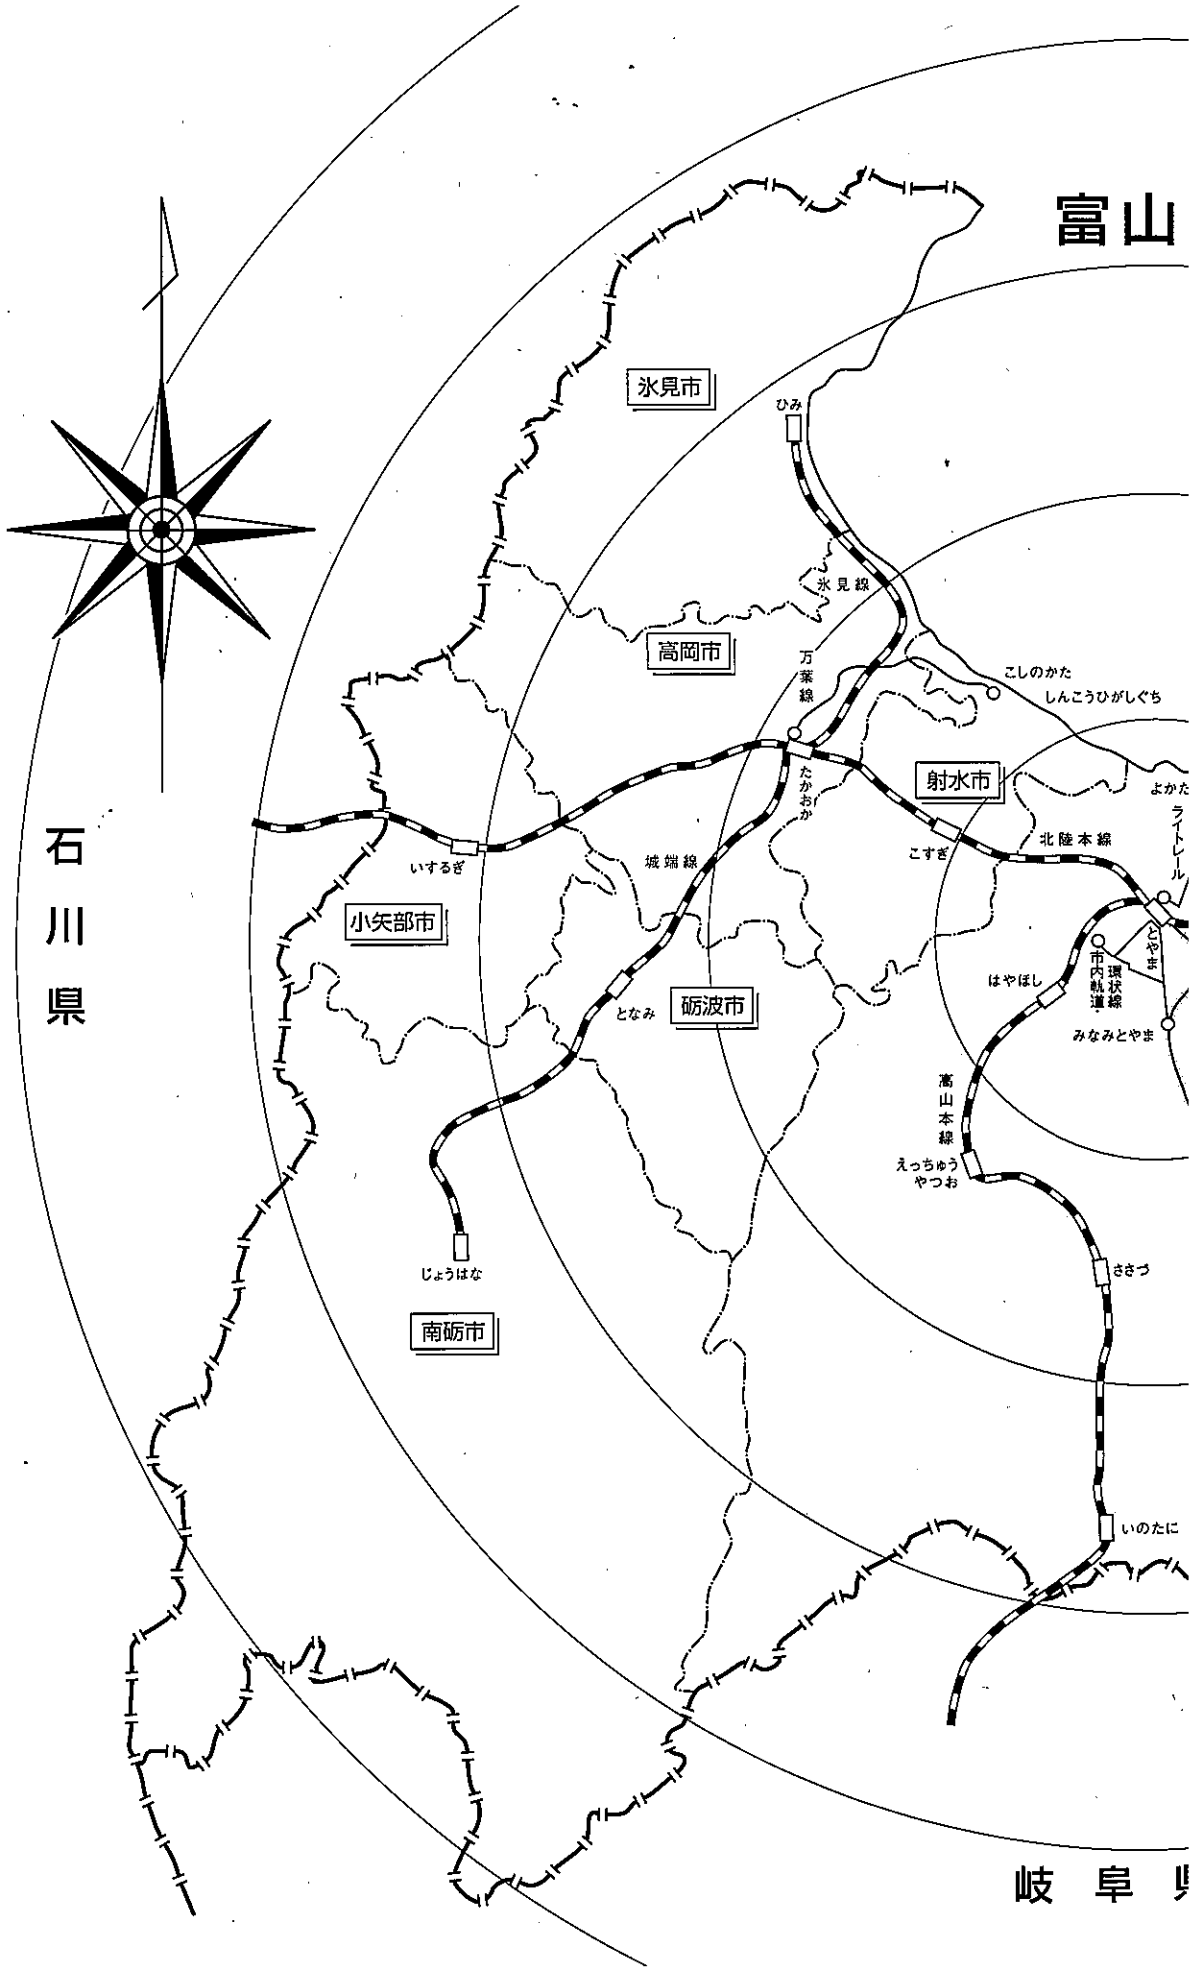 富山
氷見市
ひみ
氷見線
高岡市
万葉線
こしのかた
しんこうひがしぐち
射水市
たかおか
よかた
ライトレール
北陸本線
こすぎ
いするぎ
城端線
石川県
小矢部市
とやま
はやほし
環状線
市内軌道・
となみ
砺波市
みなみとやま
高山本線
えっちゅう
やつお
じょうはな
ささづ
南砺市
いのたに
岐阜